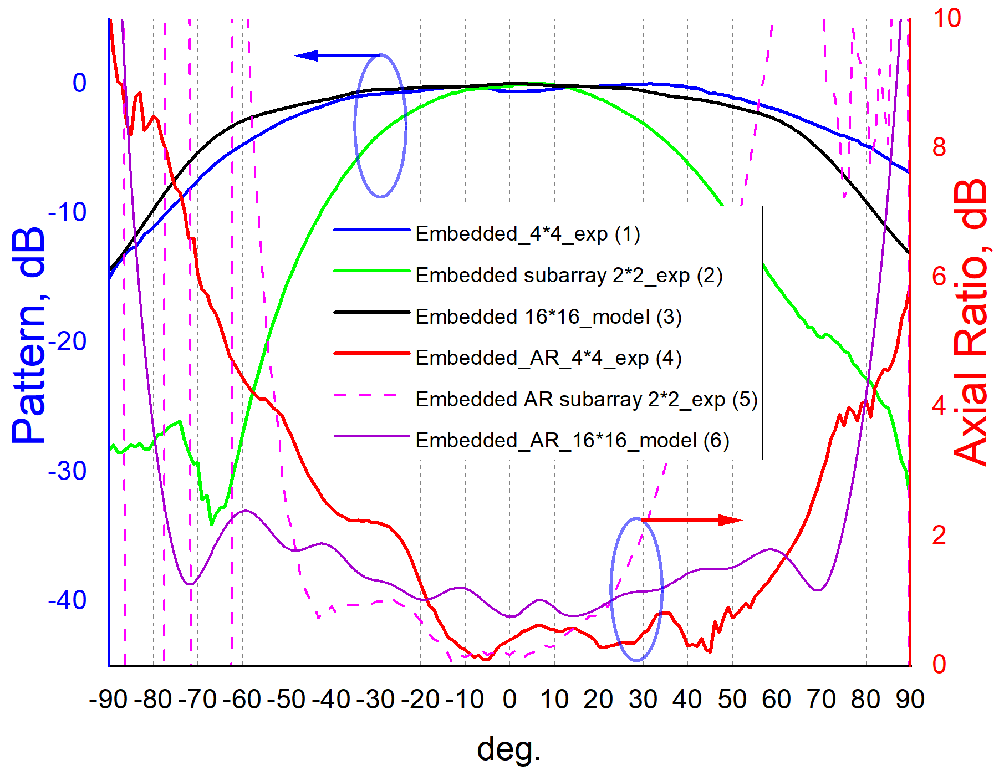 Pattern, dB
0
-10
-20
-30
-40
Embedded_4*4_exp (1)
Embedded subarray 2*2_exp (2)
Embedded 16*16_model (3)
Embedded_AR_4*4_exp (4)
Embedded AR subarray 2*2_exp (5)
Embedded_AR_16*16_model (6)
10
8
6
4
2
0
Axial Ratio, dB
-90 -80 -70 -60 -50 -40 -30 -20 -10 0 10 20 30 40 50 60 70 80 90
deg.